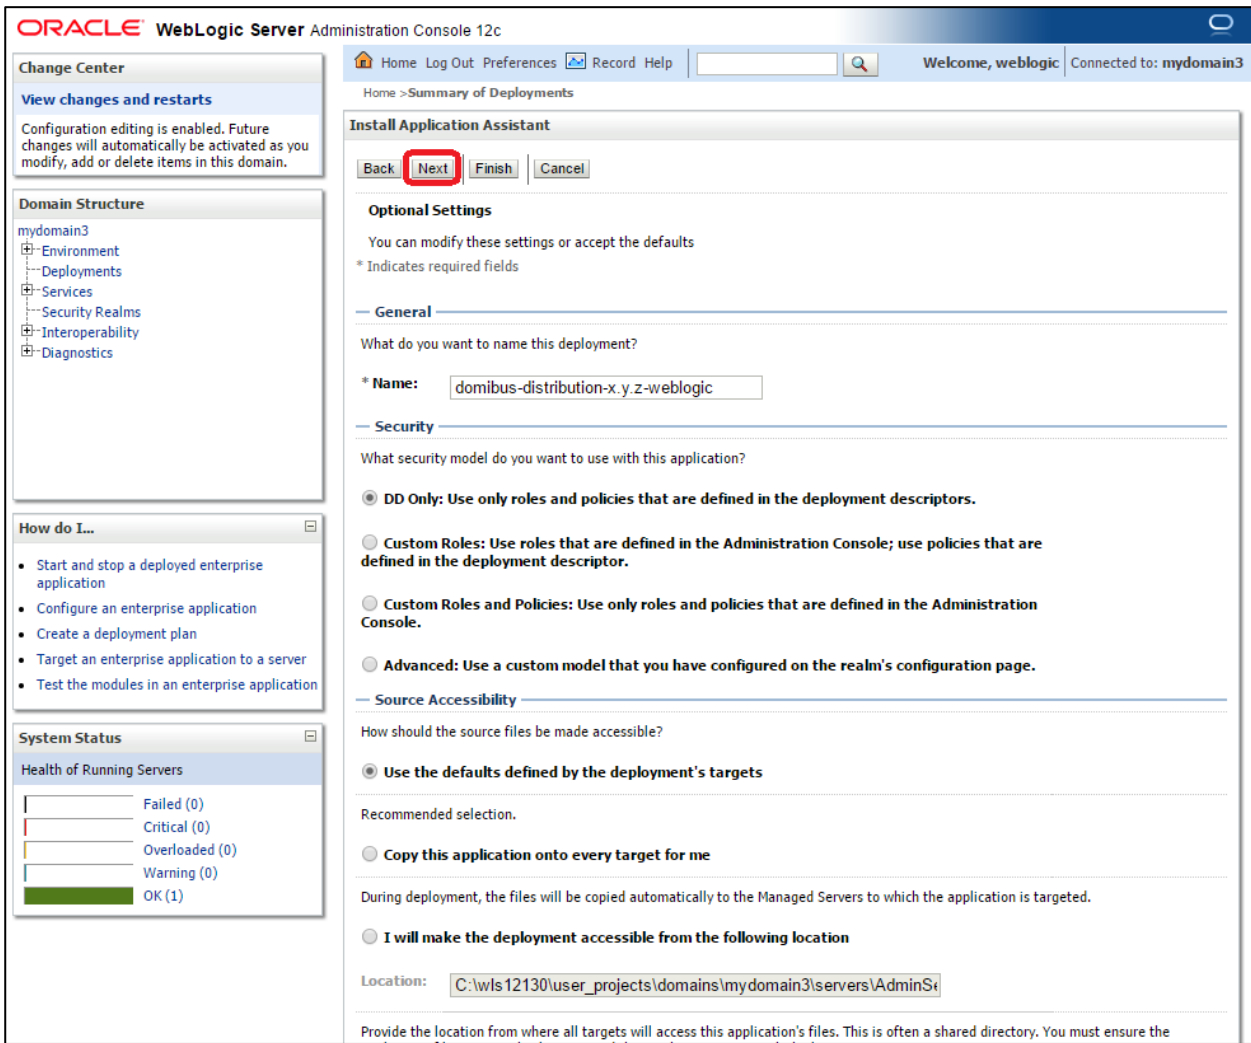 ORACLE WebLogic Server Administration Console 12c
Change Center
View changes and restarts
Configuration editing is enabled. Future
changes will automatically be activated as you
modify, add or delete items in this domain.
Domain Structure
mydomain3
Environment
Deployments
Services
Security Realms
Interoperability
Diagnostics
How do I...
Start and stop a deployed enterprise
application
Configure an enterprise application
Create a deployment plan
Target an enterprise application to a server
Test the modules in an enterprise application
System Status
Health of Running Servers
Failed (0)
Critical (0)
Overloaded (0)
Warning (0)
OK (1)
Home Log Out Preferences Record Help
Welcome, weblogic Connected to: mydomain3
Home >Summary of Deployments
Install Application Assistant
Back Next Finish Cancel
Optional Settings
You can modify these settings or accept the defaults
* Indicates required fields
General
What do you want to name this deployment?
* Name: domibus-distribution-x.y.z-weblogic
Security
What security model do you want to use with this application?
DD Only: Use only roles and policies that are defined in the deployment descriptors.
Custom Roles: Use roles that are defined in the Administration Console; use policies that are
defined in the deployment descriptor.
Custom Roles and Policies: Use only roles and policies that are defined in the Administration
Console.
Advanced: Use a custom model that you have configured on the realm's configuration page.
Source Accessibility
How should the source files be made accessible?
Use the defaults defined by the deployment's targets
Recommended selection.
Copy this application onto every target for me
During deployment, the files will be copied automatically to the Managed Servers to which the application is targeted.
I will make the deployment accessible from the following location
Location: C:\wls12130\user_projects\domains\mydomain3\servers\AdminSe
Provide the location from where all targets will access this application's files. This is often a shared directory. You must ensure the